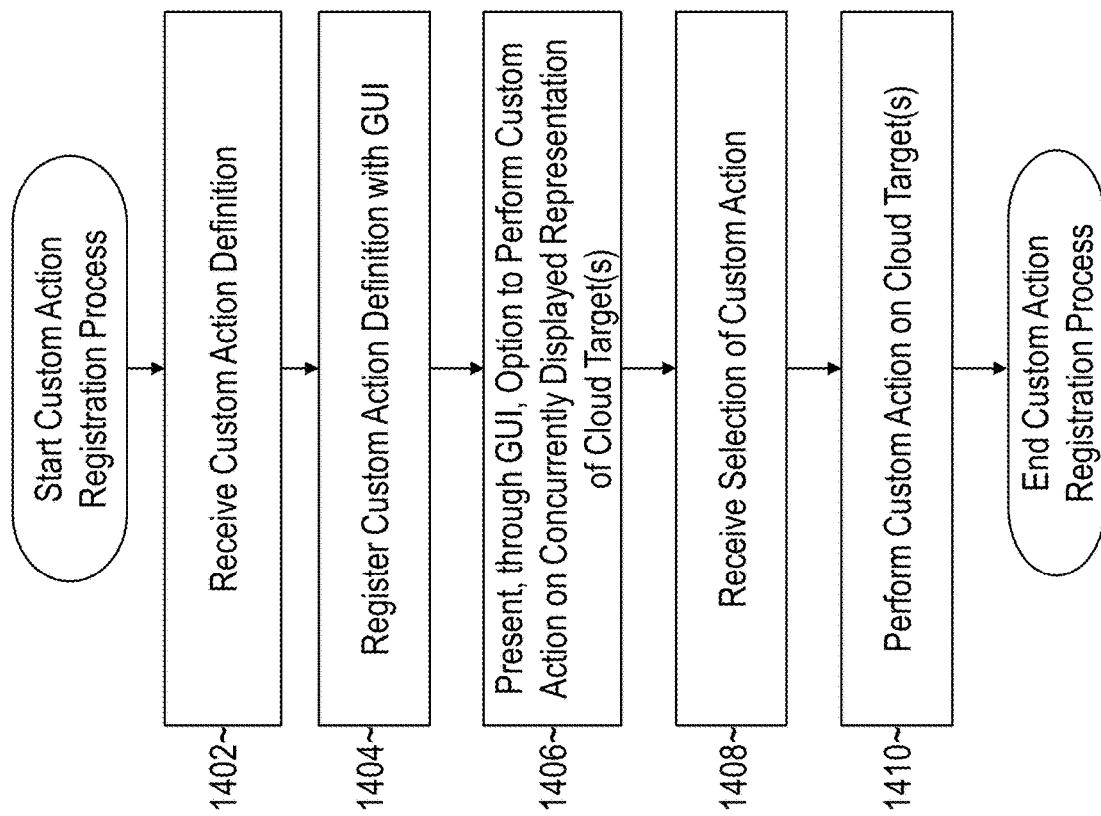 Start Custom Action
Registration Process
1402~
Receive Custom Action Definition
1404~
Register Custom Action Definition with GUI
1406~
Present, through GUI, Option to Perform Custom
Action on Concurrently Displayed Representation
of Cloud Target(s)
1408~
Receive Selection of Custom Action
1410~
Perform Custom Action on Cloud Target(s)
End Custom Action
Registration Process